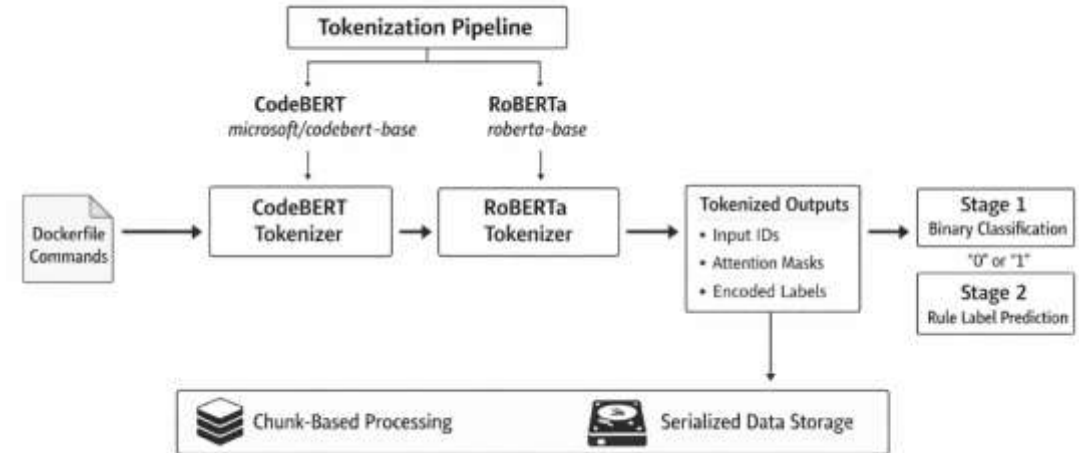 Tokenization Pipeline
CodeBERT
microsoft/codebert-base
RoBERTa
roberta-base
Dockerfile
Commands
CodeBERT
Tokenizer
RoBERTa
Tokenizer
Tokenized Outputs
• Input IDs
• Attention Masks
• Encoded Labels
Stage 1
Binary Classification
"0" or "1"
Stage 2
Rule Label Prediction
Chunk-Based Processing
Serialized Data Storage